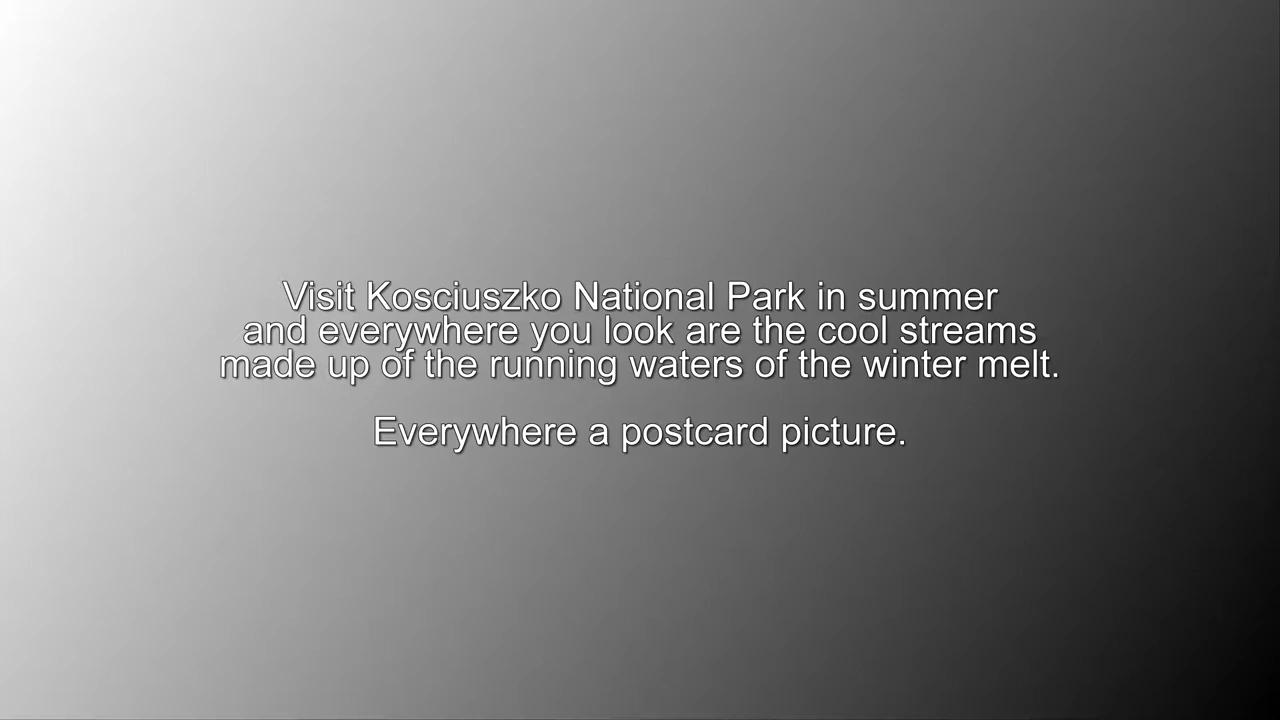 Visit Kosciuszko National Park in summer
and everywhere you look are the cool streams
made up of the running waters of the winter melt.
Everywhere a postcard picture.